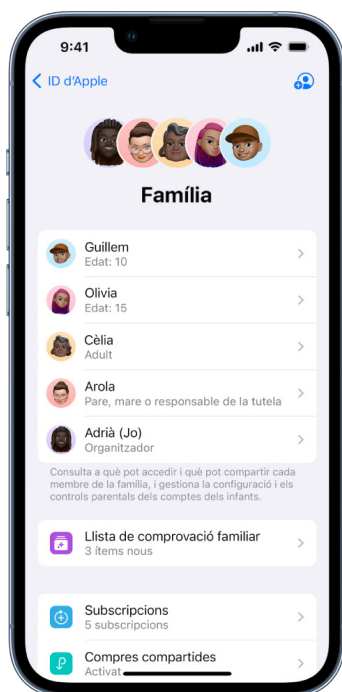 9:41
ID d'Apple
Família
Guillem
Edat: 10
Olivia
Edat: 15
Cèlia
Adult
Arola
Pare, mare o responsable de la tutela
Adrià (Jo)
Organitzador
Consulta a què pot accedir i què pot compartir cada
membre de la família, i gestiona la configuració i els
controls parentals dels comptes dels infants.
Llista de comprovació familiar
3 ítems nous
Subscripcions
5 subscripcions
Compres compartides
Activat